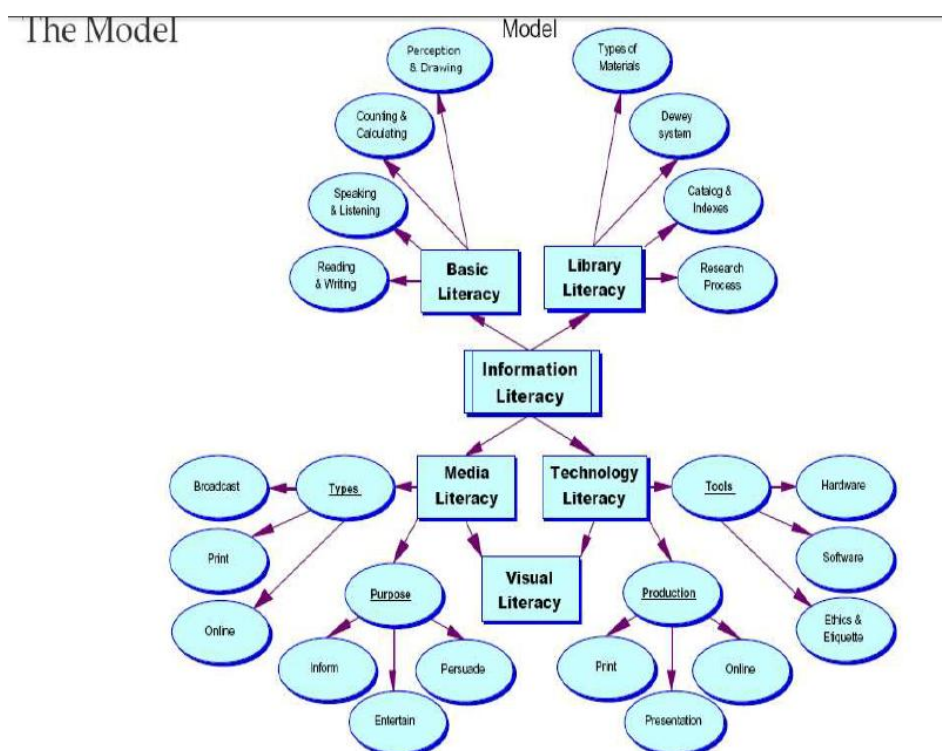 The Model
Model
Perception
& Drawing
Types of
Materials
Counting &
Calculating
Dewey
system
Speaking
& Listening
Catalog &
Indexes
Reading
& Writing
Basic
Literacy
Library
Literacy
Research
Process
Information
Literacy
Broadcast
Types
Media
Literacy
Technology
Literacy
Tools
Hardware
Print
Software
Visual
Literacy
Purpose
Production
Online
Ethics &
Etiquette
Inform
Persuade
Print
Online
Entertain
Presentation